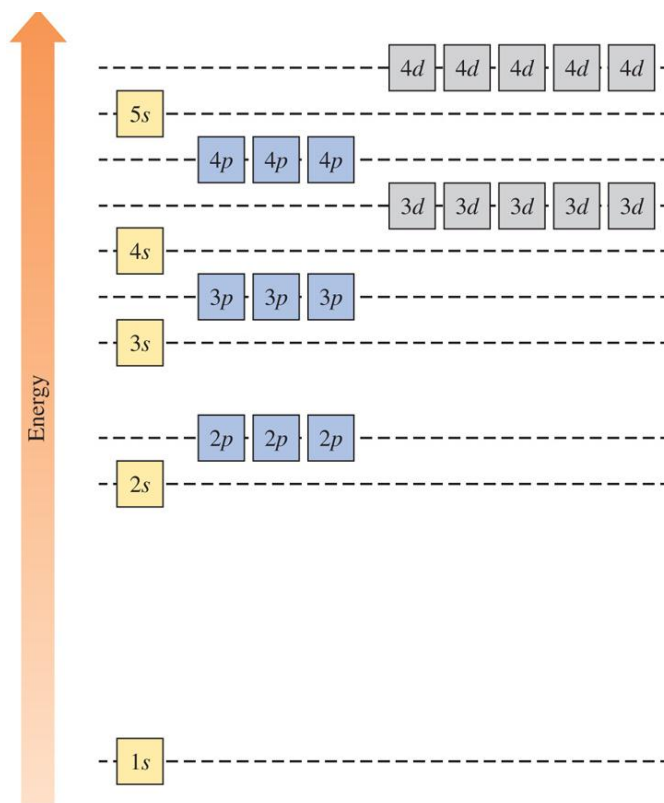 4d 4d 4d 4d 4d
5s
4p 4p 4p
3d 3d 3d 3d 3d
4s
3p 3p 3p
3s
Energy
2p 2p 2p
2s
1s